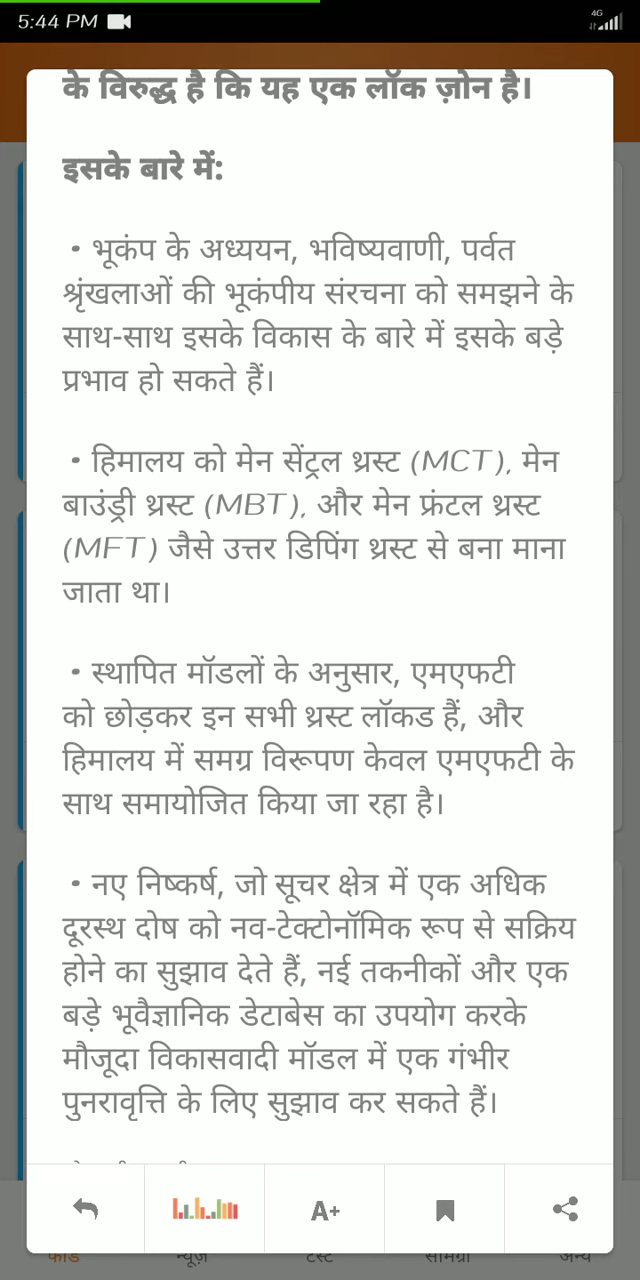 5:44 PM
4G
के विरुद्ध है कि यह एक लॉक ज़ोन है।
इसके बारे में:
• भूकंप के अध्ययन, भविष्यवाणी, पर्वत
श्रृंखलाओं की भूकंपीय संरचना को समझने के
साथ-साथ इसके विकास के बारे में इसके बड़े
प्रभाव हो सकते हैं।
• हिमालय को मेन सेंट्रल थ्रस्ट (MCT), मेन
बाउंड्री थ्रस्ट (MBT), और मेन फ्रंटल थ्रस्ट
(MFT) जैसे उत्तर डिपिंग थ्रस्ट से बना माना
जाता था।
• स्थापित मॉडलों के अनुसार, एमएफटी
को छोड़कर इन सभी थ्रस्ट लॉकड हैं, और
हिमालय में समग्र विरूपण केवल एमएफटी के
साथ समायोजित किया जा रहा है।
• नए निष्कर्ष, जो सूचर क्षेत्र में एक अधिक
दूरस्थ दोष को नव-टेक्टोनॉमिक रूप से सक्रिय
होने का सुझाव देते हैं, नई तकनीकों और एक
बड़े भूवैज्ञानिक डेटाबेस का उपयोग करके
मौजूदा विकासवादी मॉडल में एक गंभीर
पुनरावृत्ति के लिए सुझाव कर सकते हैं।
A+